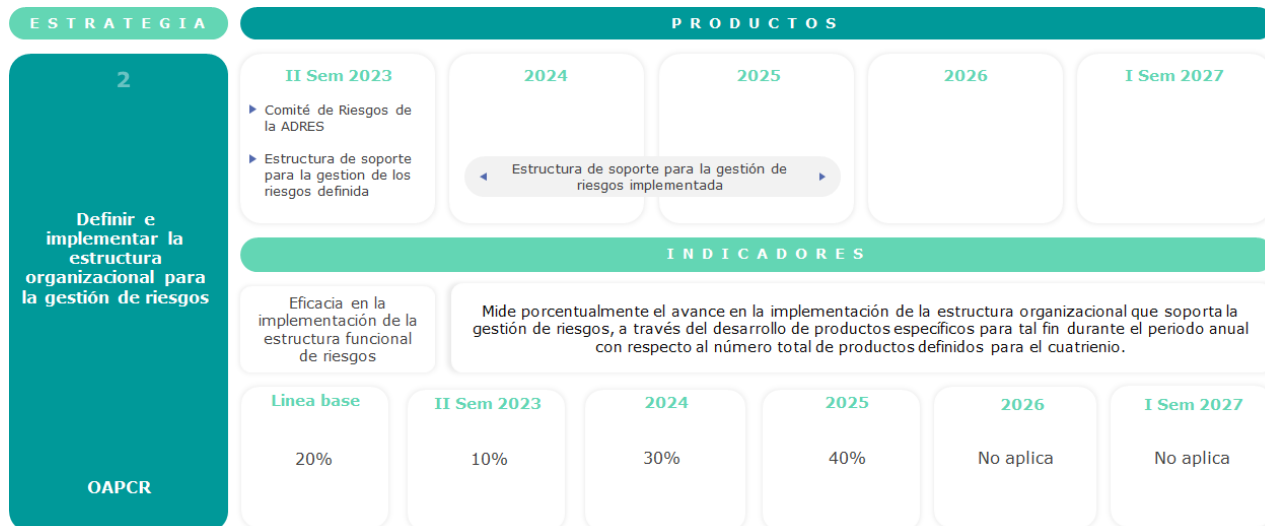 ESTRATEGIA
PRODUCTOS
2
Definir e
implementar la
estructura
organizacional para
la gestión de riesgos
OAPCR
II Sem 2023
Comité de Riesgos de
la ADRES
Estructura de soporte
para la gestion de los
riesgos definida
2024
2025
2026
I Sem 2027
Estructura de soporte para la gestión de
riesgos implementada
INDICADORES
Eficacia en la
implementación de la
estructura funcional
de riesgos
Mide porcentualmente el avance en la implementación de la estructura organizacional que soporta la
gestión de riesgos, a través del desarrollo de productos específicos para tal fin durante el periodo anual
con respecto al número total de productos definidos para el cuatrienio.
Linea base
20%
II Sem 2023
10%
2024
30%
2025
40%
2026
No aplica
I Sem 2027
No aplica